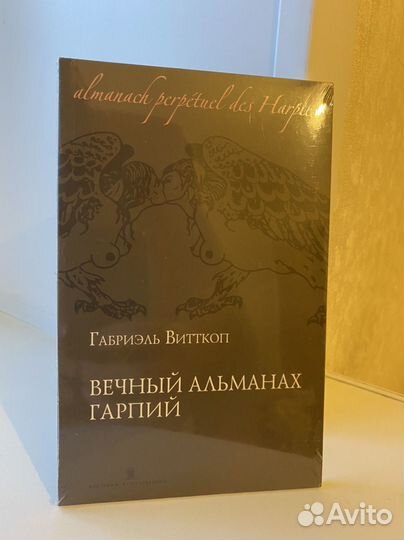 almanach perpétuel des Harpies
Габриэль Витткоп
ВЕЧНЫЙ АЛЬМАНАХ
ГАРПИЙ
Avito